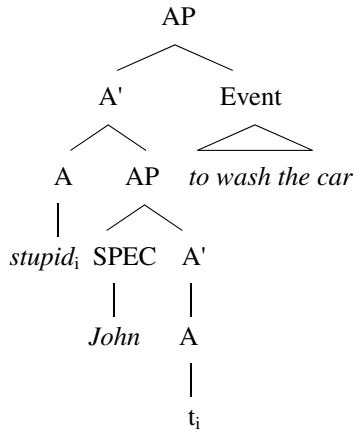 AP
A' Event
A AP to wash the car
stupidi SPEC A'
John A
ti